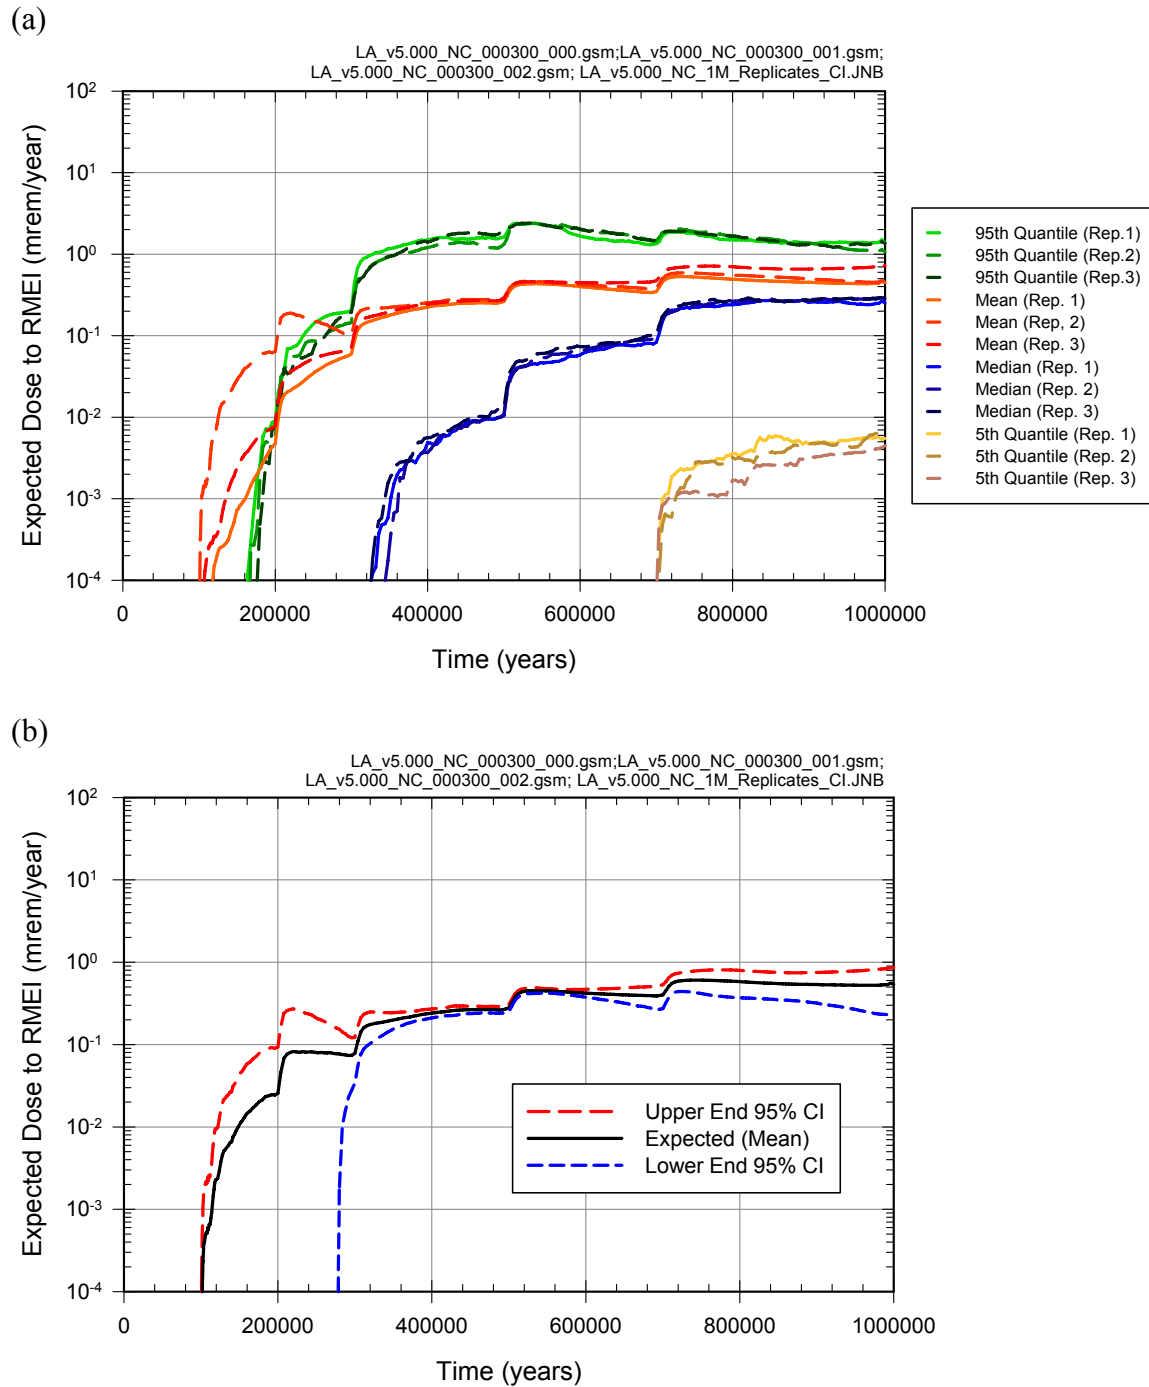 (a)
LA_v5.000_NC_000300_000.gsm;LA_v5.000_NC_000300_001.gsm;
LA_v5.000_NC_000300_002.gsm; LA_v5.000_NC_1M_Replicates_CI.JNB
Expected Dose to RMEI (mrem/year)
10²
10¹
10⁰
10⁻¹
10⁻²
10⁻³
10⁻⁴
0 200000 400000 600000 800000 1000000
Time (years)
95th Quantile (Rep.1)
95th Quantile (Rep.2)
95th Quantile (Rep.3)
Mean (Rep. 1)
Mean (Rep, 2)
Mean (Rep. 3)
Median (Rep. 1)
Median (Rep. 2)
Median (Rep. 3)
5th Quantile (Rep. 1)
5th Quantile (Rep. 2)
5th Quantile (Rep. 3)
(b)
LA_v5.000_NC_000300_000.gsm;LA_v5.000_NC_000300_001.gsm;
LA_v5.000_NC_000300_002.gsm; LA_v5.000_NC_1M_Replicates_CI.JNB
Expected Dose to RMEI (mrem/year)
10²
10¹
10⁰
10⁻¹
10⁻²
10⁻³
10⁻⁴
Upper End 95% CI
Expected (Mean)
Lower End 95% CI
0 200000 400000 600000 800000 1000000
Time (years)